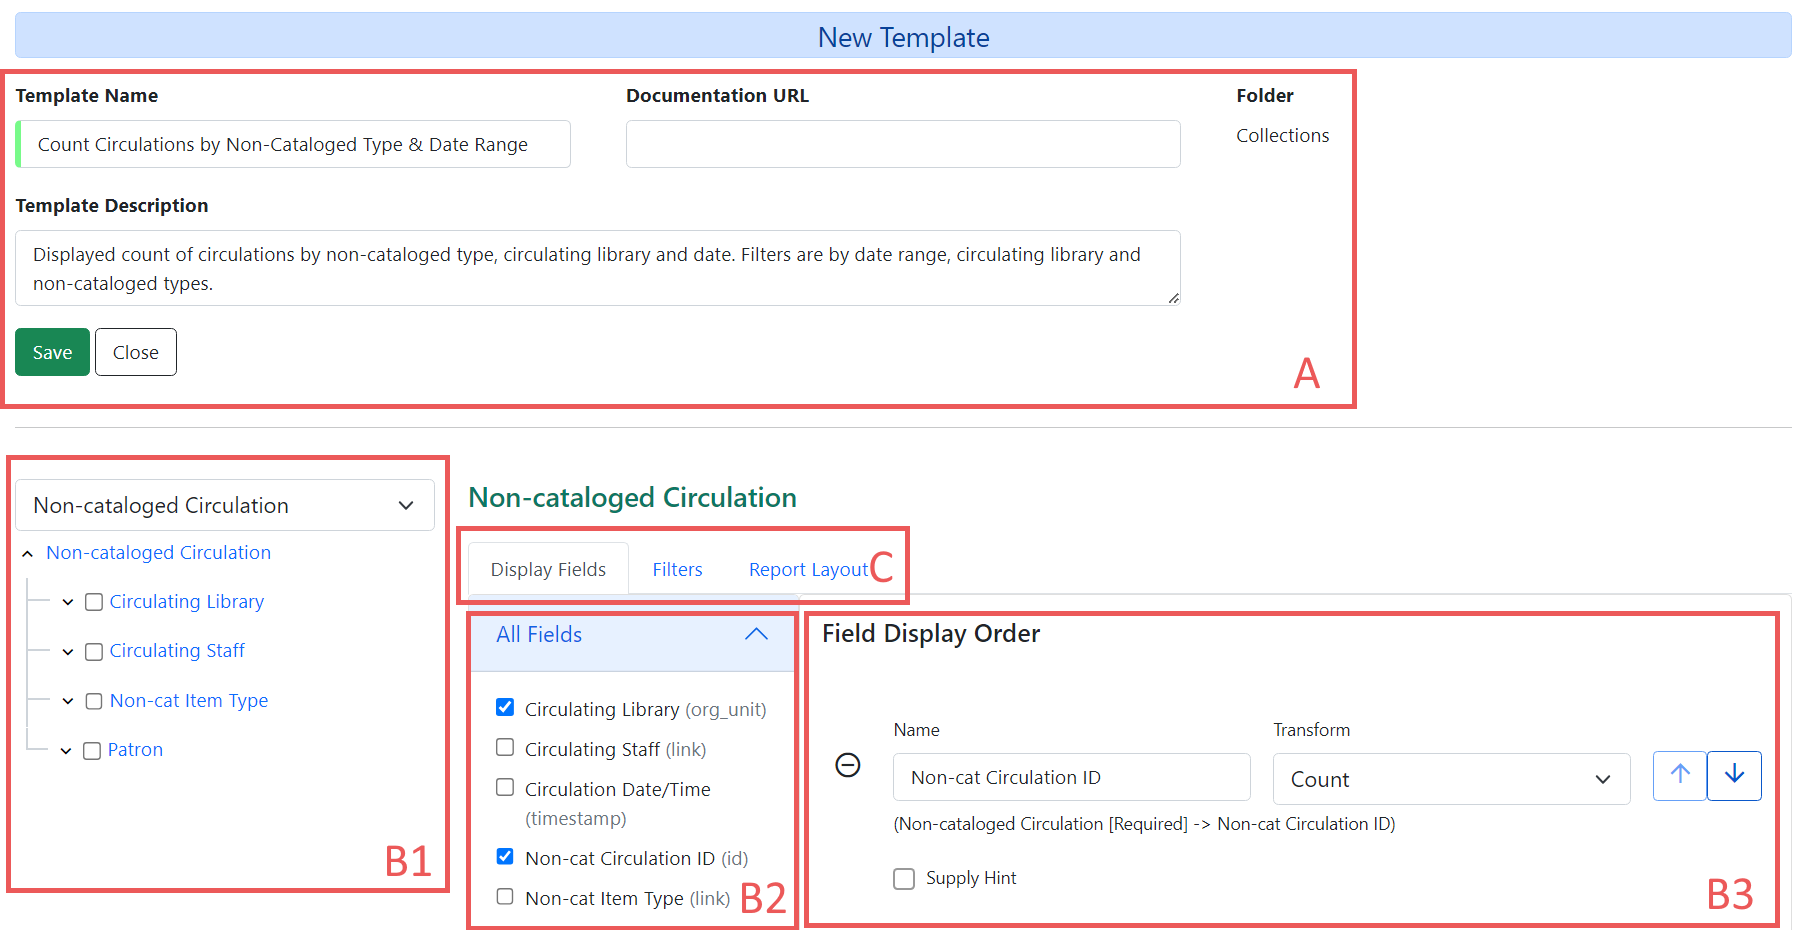 New Template
Template Name
Documentation URL
Folder
Count Circulations by Non-Cataloged Type & Date Range
Collections
Template Description
Displayed count of circulations by non-cataloged type, circulating library and date. Filters are by date range, circulating library and
non-cataloged types.
Save
Close
A
Non-cataloged Circulation
Non-cataloged Circulation
Circulating Library
Circulating Staff
Non-cat Item Type
Patron
B1
Non-cataloged Circulation
Display Fields
Filters
Report Layout
C
All Fields
Circulating Library (org_unit)
Circulating Staff (link)
Circulation Date/Time
(timestamp)
Non-cat Circulation ID (id)
Non-cat Item Type (link)
B2
Field Display Order
Name
Transform
Non-cat Circulation ID
Count
(Non-cataloged Circulation [Required] -> Non-cat Circulation ID)
Supply Hint
B3